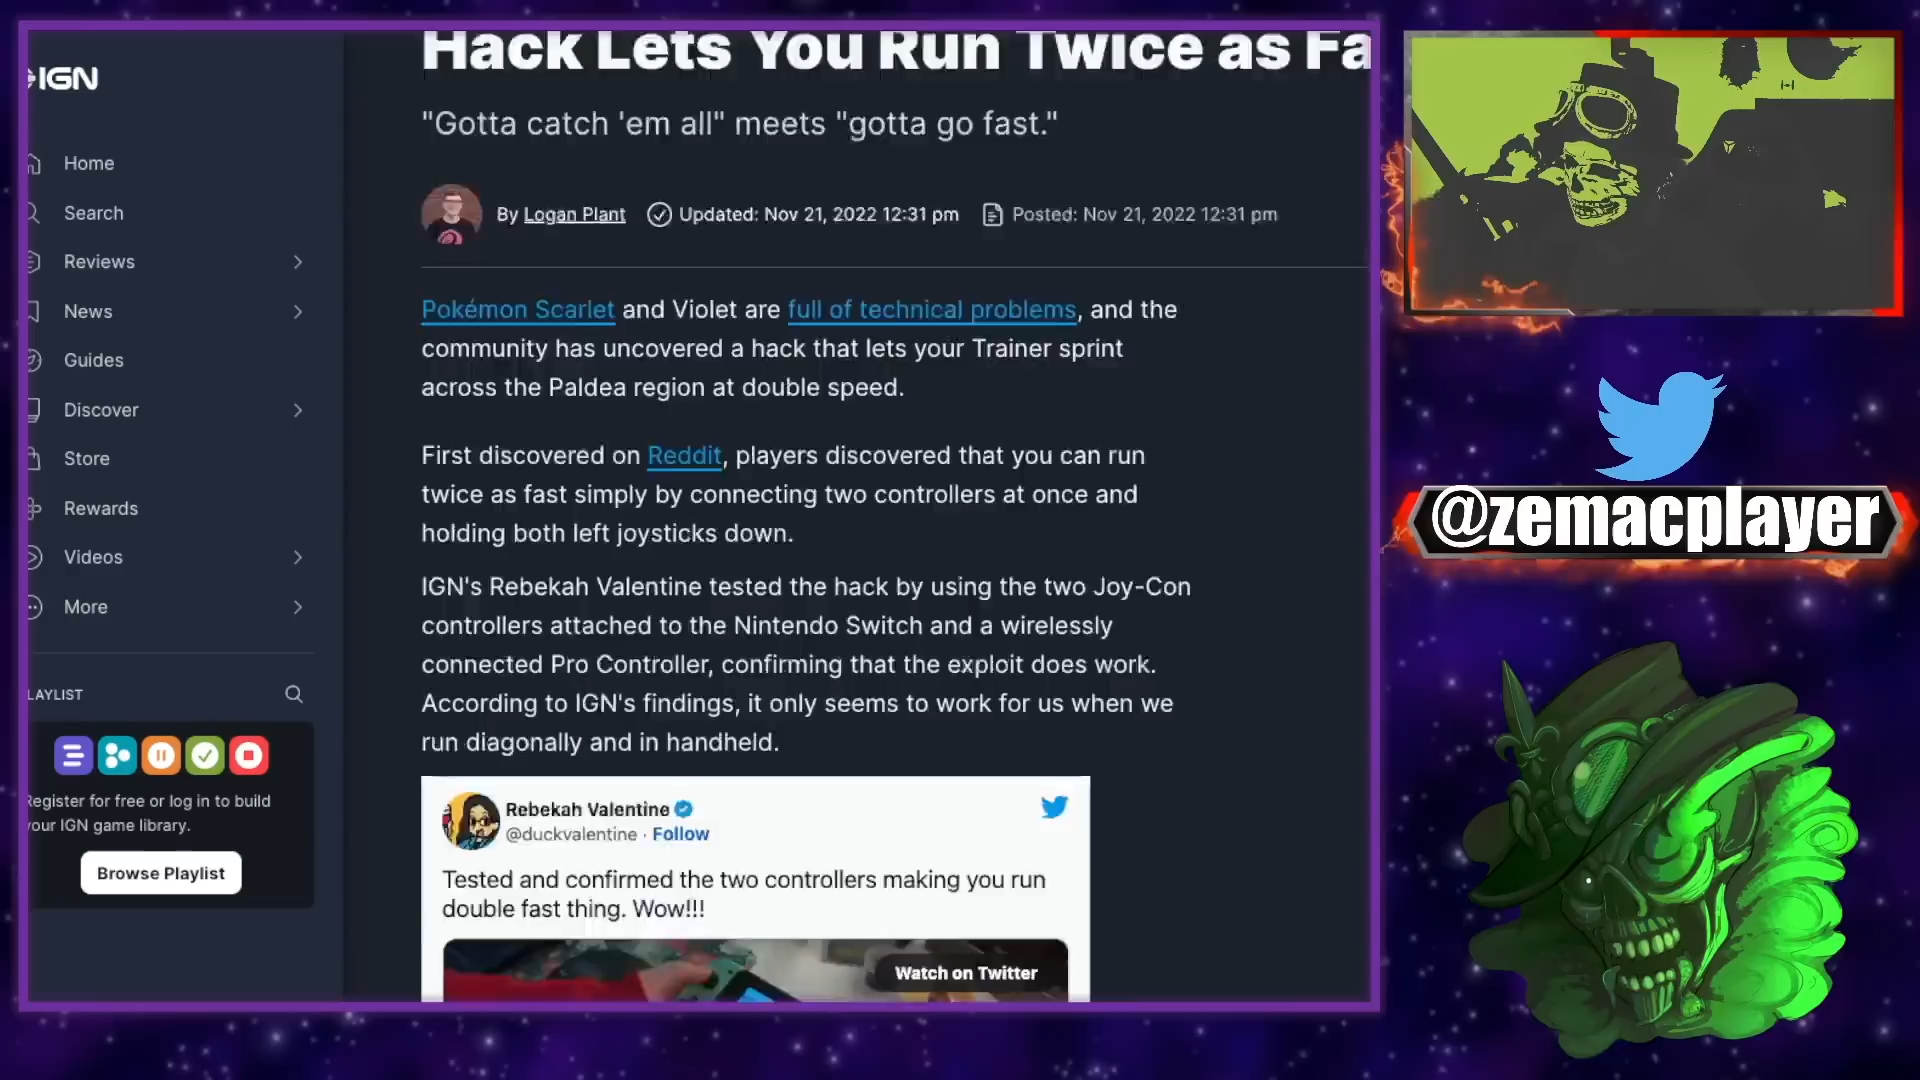 Hack Lets You Run Twice as Fa
IGN
"Gotta catch 'em all" meets "gotta go fast."
Home
Search
Reviews
News
Guides
Discover
Store
Rewards
Videos
More
LAYLIST
Register for free or log in to build
your IGN game library.
Browse Playlist
By Logan Plant Updated: Nov 21, 2022 12:31 pm Posted: Nov 21, 2022 12:31 pm
Pokémon Scarlet and Violet are full of technical problems, and the
community has uncovered a hack that lets your Trainer sprint
across the Paldea region at double speed.
First discovered on Reddit, players discovered that you can run
twice as fast simply by connecting two controllers at once and
holding both left joysticks down.
IGN's Rebekah Valentine tested the hack by using the two Joy-Con
controllers attached to the Nintendo Switch and a wirelessly
connected Pro Controller, confirming that the exploit does work.
According to IGN's findings, it only seems to work for us when we
run diagonally and in handheld.
Rebekah Valentine
@duckvalentine · Follow
Tested and confirmed the two controllers making you run
double fast thing. Wow!!!
Watch on Twitter
@zemacplayer